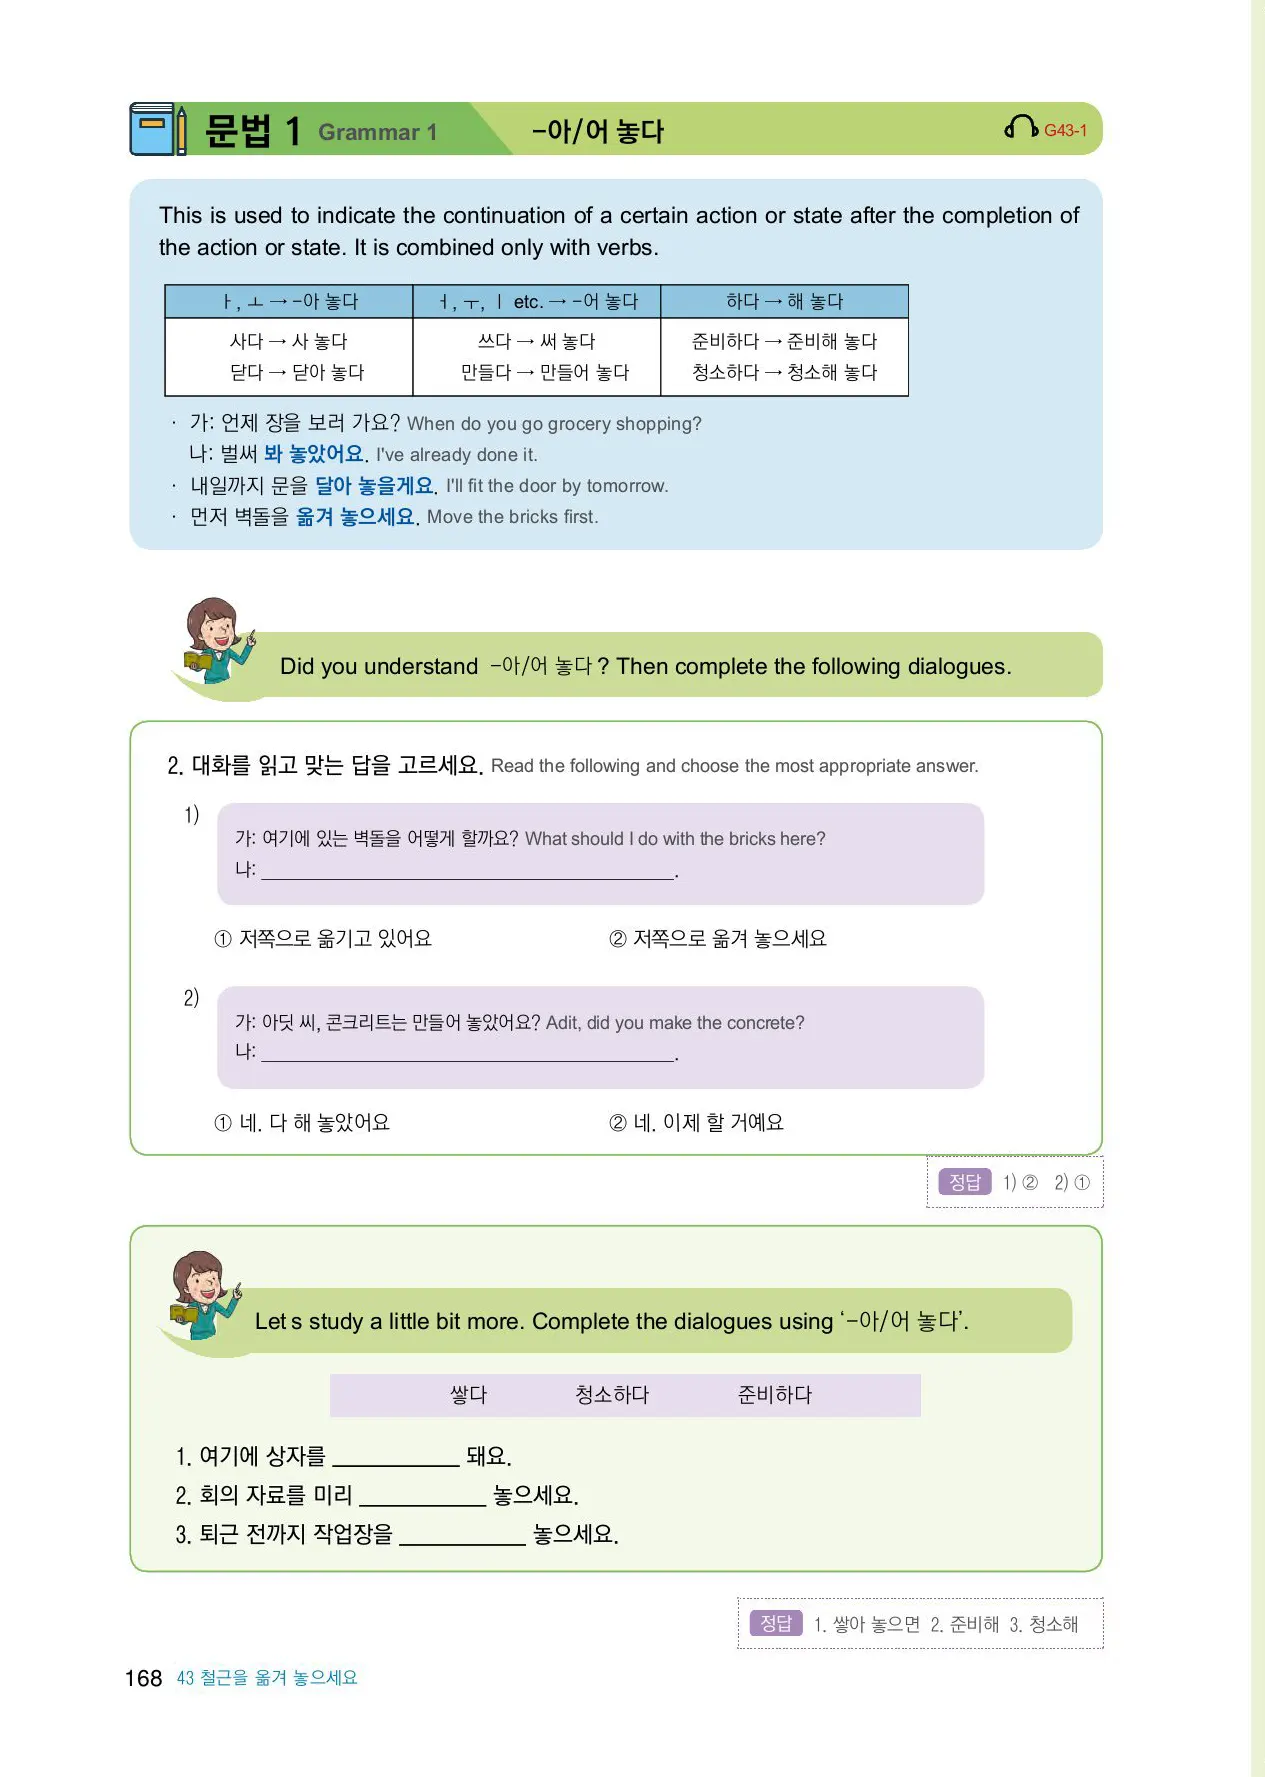 문법 1 Grammar 1 -아/어 놓다 G43-1
This is used to indicate the continuation of a certain action or state after the completion of
the action or state. It is combined only with verbs.
ㅏ, ㅗ → -아 놓다 ㅓ, ㅜ, ㅣ etc. → -어 놓다 하다 → 해 놓다
사다 → 사 놓다 쓰다 → 써 놓다 준비하다 → 준비해 놓다
닫다 → 닫아 놓다 만들다 → 만들어 놓다 청소하다 → 청소해 놓다
· 가: 언제 장을 보러 가요? When do you go grocery shopping?
나: 벌써 봐 놓았어요. I've already done it.
· 내일까지 문을 달아 놓을게요. I'll fit the door by tomorrow.
· 먼저 벽돌을 옮겨 놓으세요. Move the bricks first.
Did you understand -아/어 놓다 ? Then complete the following dialogues.
2. 대화를 읽고 맞는 답을 고르세요. Read the following and choose the most appropriate answer.
1)
가: 여기에 있는 벽돌을 어떻게 할까요? What should I do with the bricks here?
나: ______________________.
① 저쪽으로 옮기고 있어요 ② 저쪽으로 옮겨 놓으세요
2)
가: 아딧 씨, 콘크리트는 만들어 놓았어요? Adit, did you make the concrete?
나: ______________________.
① 네. 다 해 놓았어요 ② 네. 이제 할 거예요
정답 1) ② 2) ①
Let s study a little bit more. Complete the dialogues using ‘-아/어 놓다’.
쌓다 청소하다 준비하다
1. 여기에 상자를 __________ 돼요.
2. 회의 자료를 미리 __________ 놓으세요.
3. 퇴근 전까지 작업장을 __________ 놓으세요.
정답 1. 쌓아 놓으면 2. 준비해 3. 청소해
168 43 철근을 옮겨 놓으세요